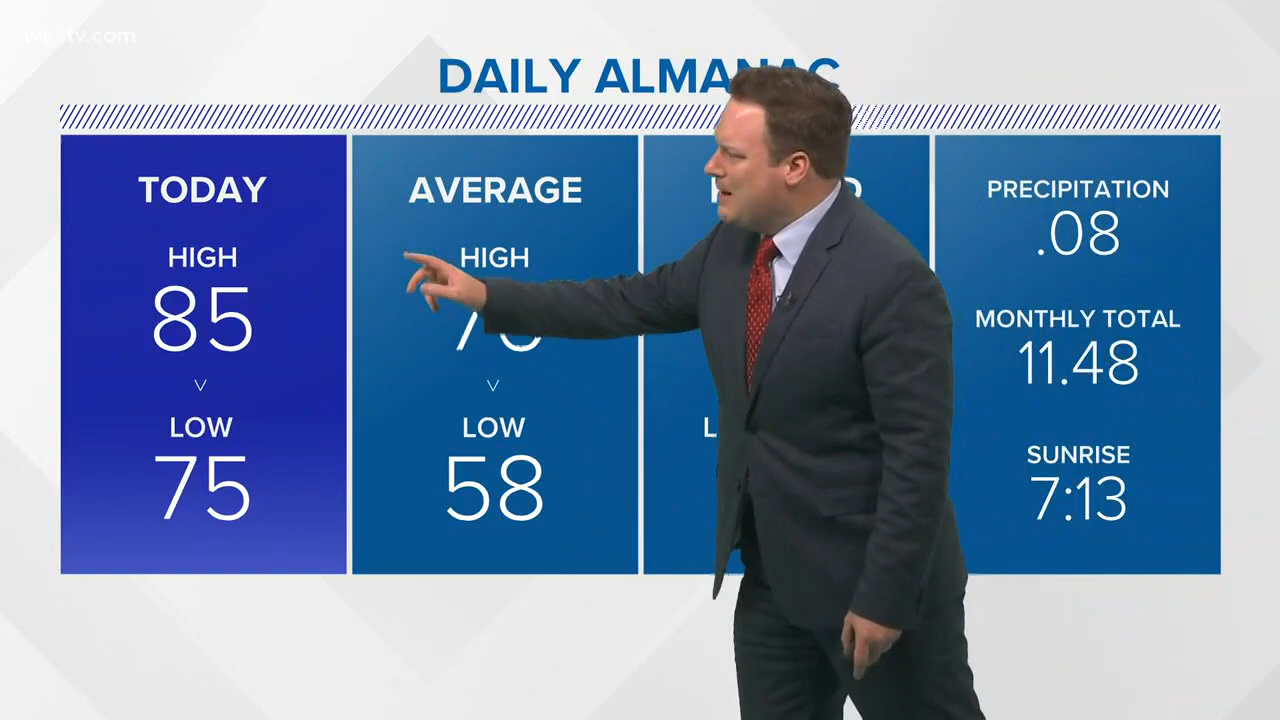 wwltv.com
DAILY ALMANAC
TODAY
HIGH
85
LOW
75
AVERAGE
HIGH
LOW
58
PRECIPITATION
.08
MONTHLY TOTAL
11.48
SUNRISE
7:13